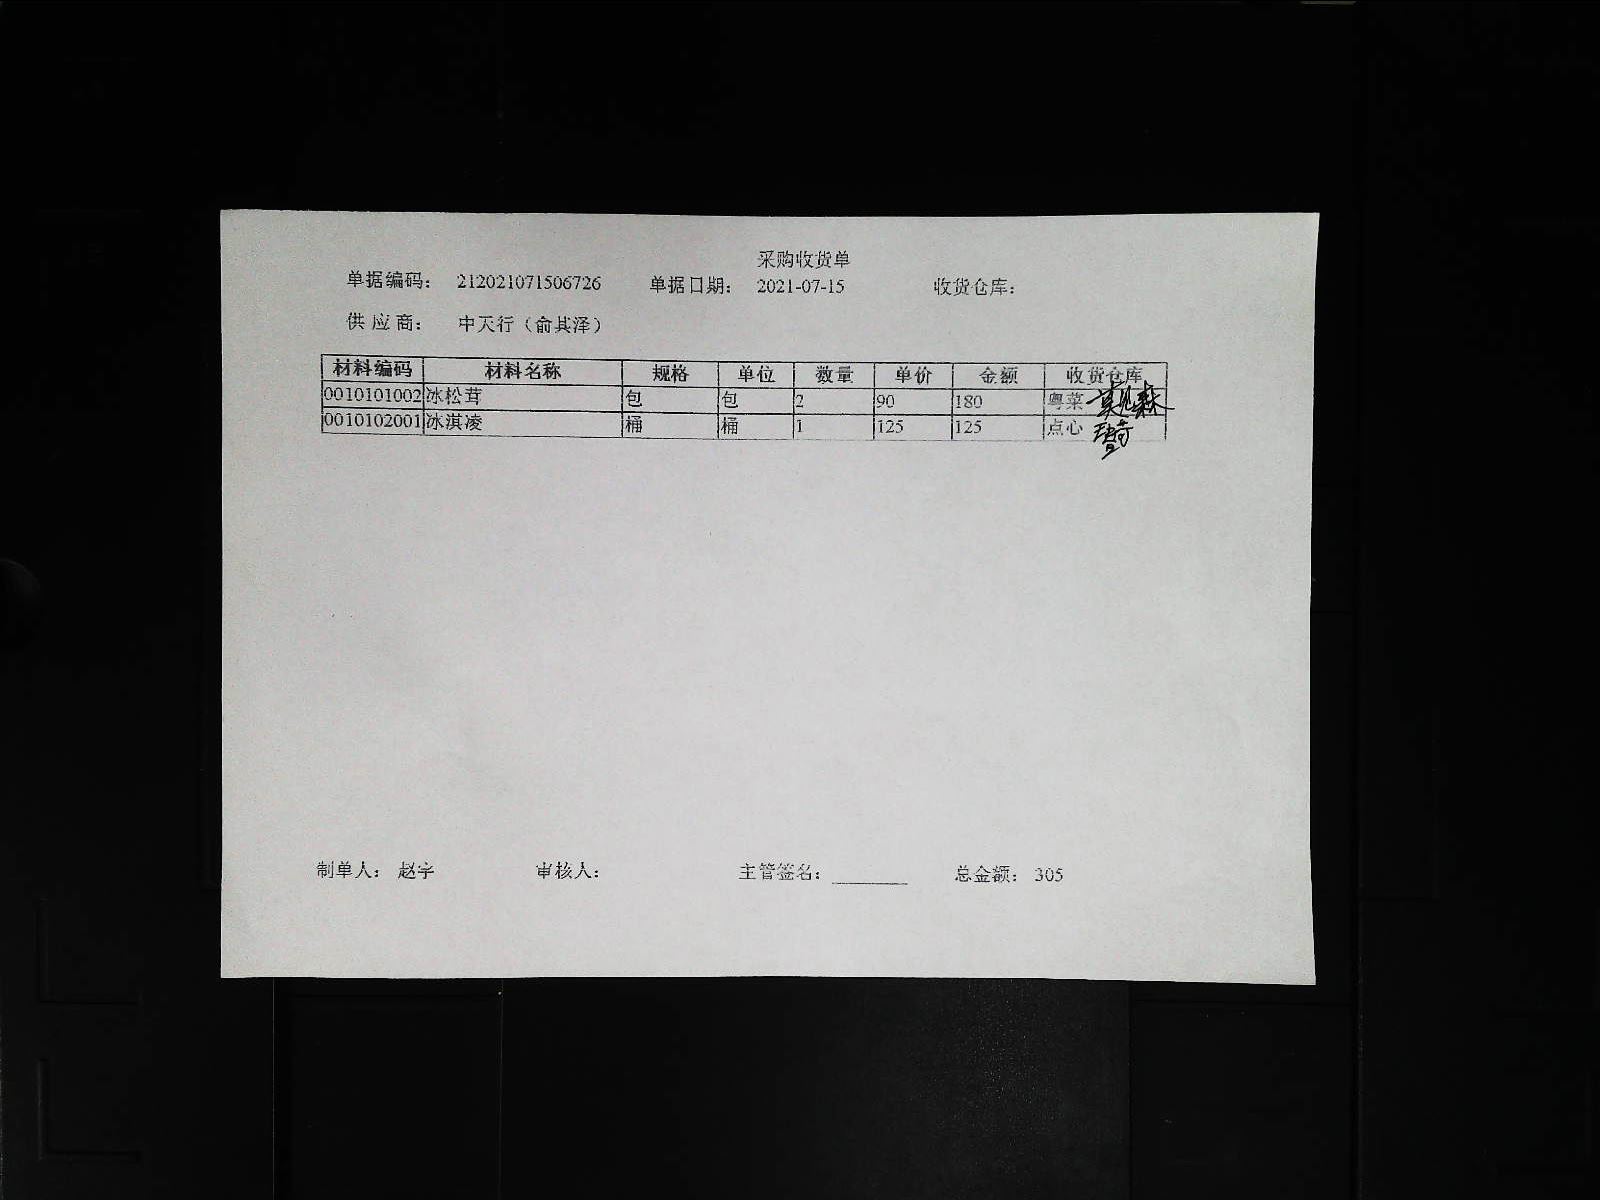 采购收货单
单据编码： 212021071506726 单据日期： 2021-07-15 收货仓库：
供应商： 中天行（俞其泽）
材料编码 材料名称 规格 单位 数量 单价 金额 收货仓库
0010101002 冰松茸 包 包 2 90 180 粤菜
0010102001 冰淇凌 桶 桶 1 125 125 点心
制单人： 赵宇 审核人： 主管签名： 总金额： 305